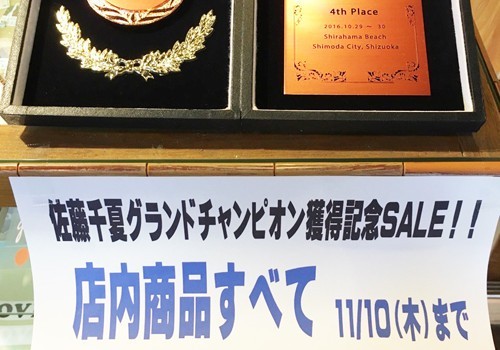 4th Place
2016.10.29 ～ 30
Shirahama Beach
Shimoda City, Shizuoka
佐藤千夏グランドチャンピオン獲得記念SALE！！
店内商品すべて 11/10(木)まで